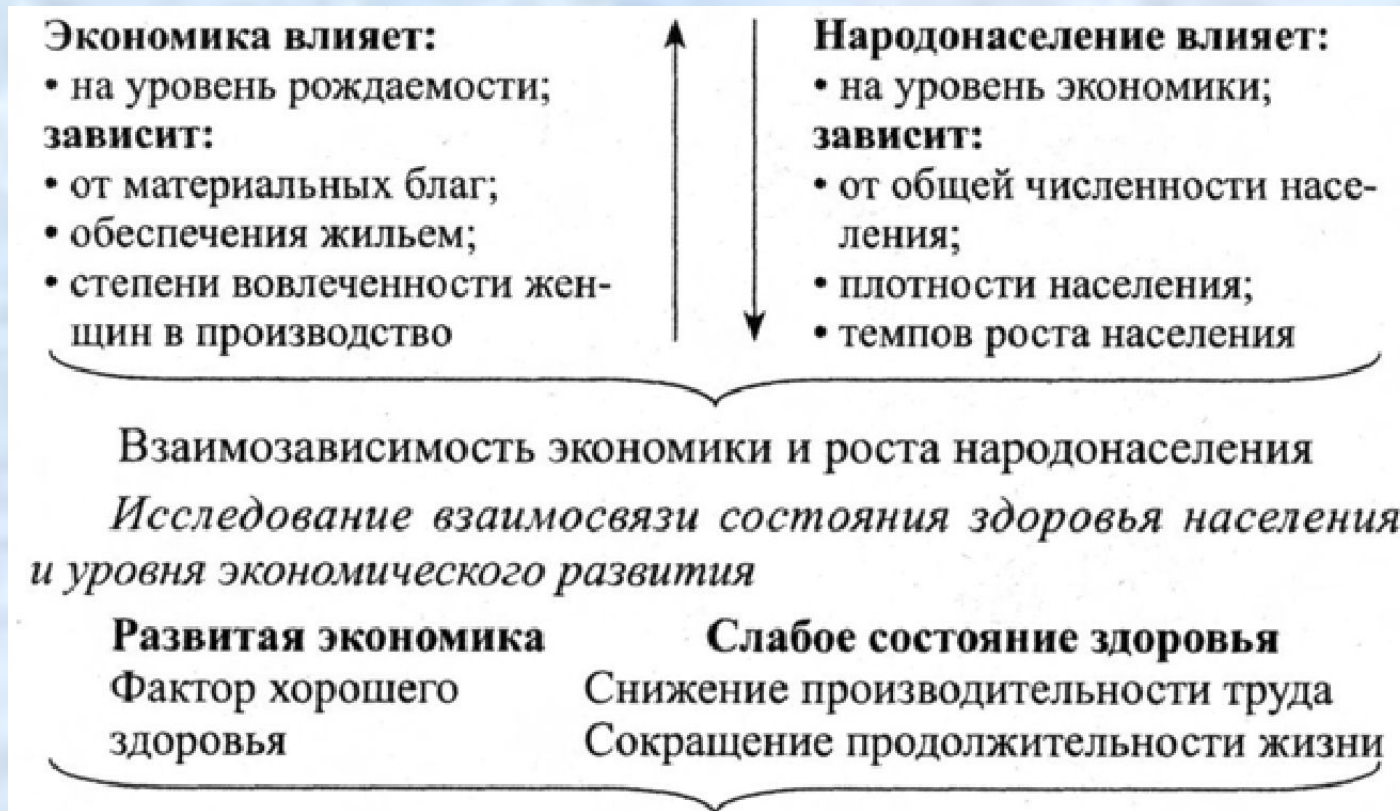 Экономика влияет:
• на уровень рождаемости;
зависит:
• от материальных благ;
• обеспечения жильем;
• степени вовлеченности жен-
щин в производство
Народонаселение влияет:
• на уровень экономики;
зависит:
• от общей численности насе-
ления;
• плотности населения;
• темпов роста населения
Взаимозависимость экономики и роста народонаселения
Исследование взаимосвязи состояния здоровья населения
и уровня экономического развития
Развитая экономика
Фактор хорошего
здоровья
Слабое состояние здоровья
Снижение производительности труда
Сокращение продолжительности жизни